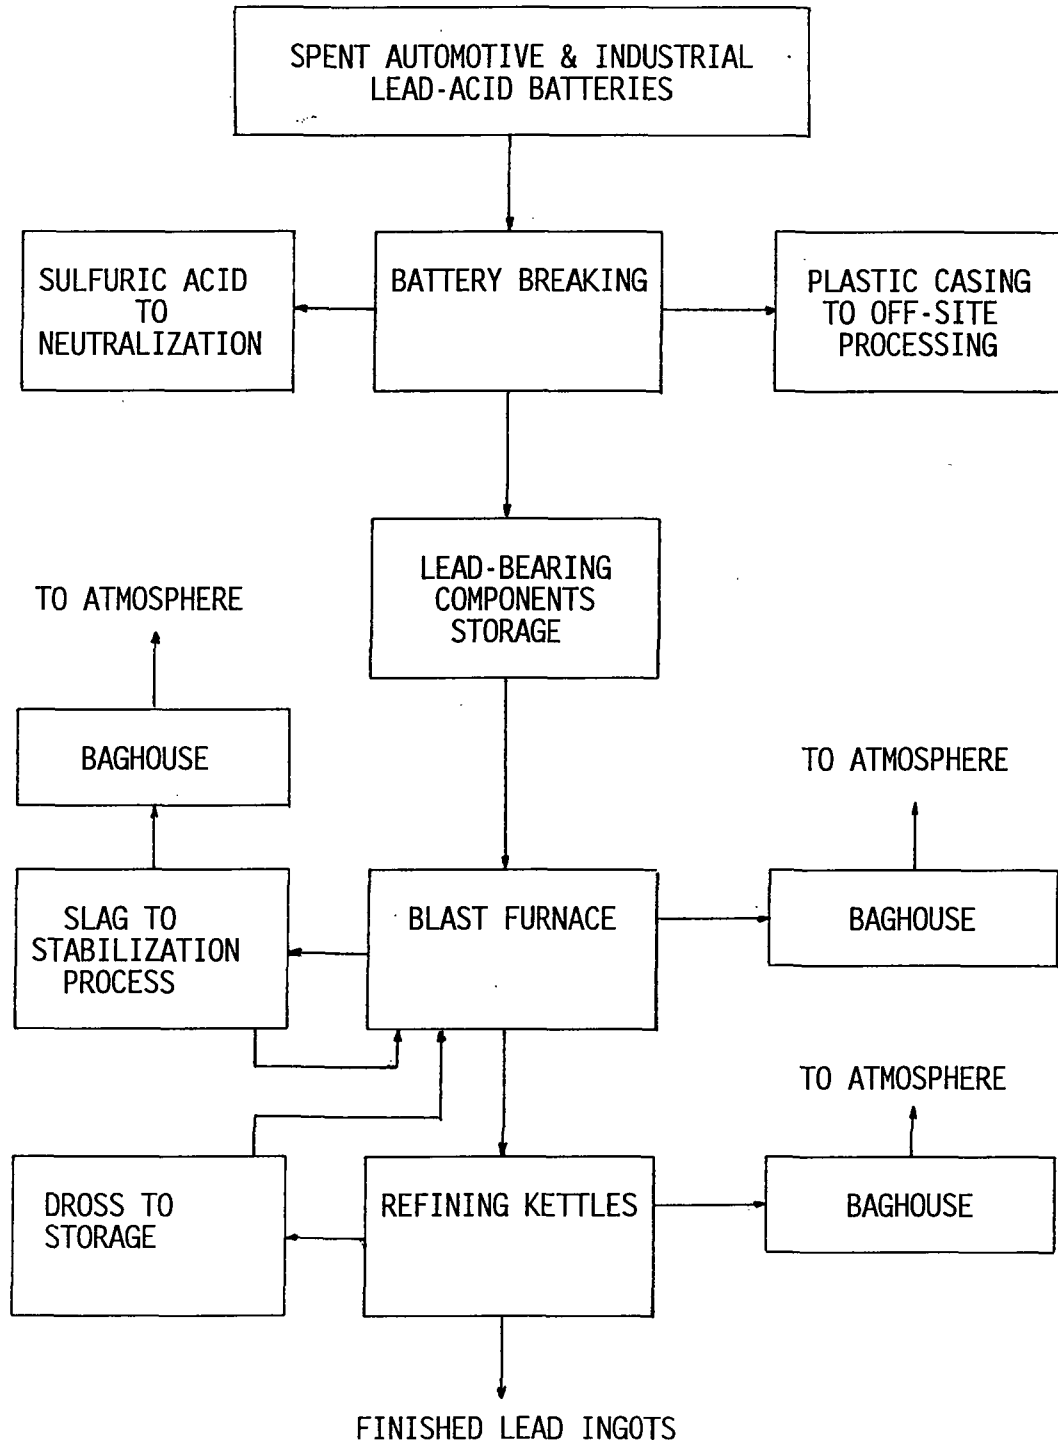 SPENT AUTOMOTIVE & INDUSTRIAL
LEAD-ACID BATTERIES
SULFURIC ACID
TO
NEUTRALIZATION
BATTERY BREAKING
PLASTIC CASING
TO OFF-SITE
PROCESSING
LEAD-BEARING
COMPONENTS
STORAGE
TO ATMOSPHERE
BAGHOUSE
TO ATMOSPHERE
SLAG TO
STABILIZATION
PROCESS
BLAST FURNACE
BAGHOUSE
TO ATMOSPHERE
DROSS TO
STORAGE
REFINING KETTLES
BAGHOUSE
FINISHED LEAD INGOTS